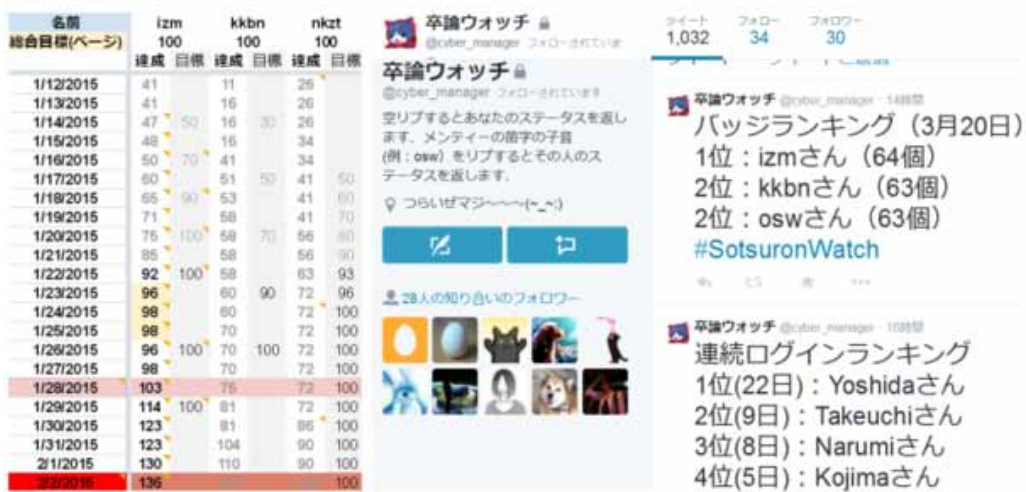 名前 izm kkbn nkzt
総合目標(ページ) 100 100 100
達成 目標 達成 目標 達成 目標
1/12/2015 41 11 26
1/13/2015 41 16 26
1/14/2015 47 50 16 30 26
1/15/2015 48 16 34
1/16/2015 50 70 41 34
1/17/2015 60 51 50 41 50
1/18/2015 65 90 53 41 60
1/19/2015 71 58 41 70
1/20/2015 75 100 58 70 56 80
1/21/2015 85 58 56 90
1/22/2015 92 100 58 63 93
1/23/2015 96 60 90 72 96
1/24/2015 98 60 72 100
1/25/2015 98 70 72 100
1/26/2015 96 100 70 100 72 100
1/27/2015 98 70 72 100
1/28/2015 103 75 72 100
1/29/2015 114 100 81 72 100
1/30/2015 123 81 86 100
1/31/2015 123 104 90 100
2/1/2015 130 110 90 100
2/2/2015 136 100
卒論ウォッチ
@cyber_manager フォローされていま
卒論ウォッチ
@cyber_manager フォローされています
空リプするとあなたのステータスを返し
ます．メンティーの苗字の子音
(例：osw) をリプするとその人のス
テータスを返します．
つらいぜマジ〜〜〜(~_~;)
28人の知り合いのフォロワー
ツイート フォロー フォロワー
1,032 34 30
卒論ウォッチ @cyber_manager · 14時間
バッジランキング（3月20日）
1位：izmさん（64個）
2位：kkbnさん（63個）
2位：oswさん（63個）
#SotsuronWatch
卒論ウォッチ @cyber_manager · 16時間
連続ログインランキング
1位(22日)：Yoshidaさん
2位(9日)：Takeuchiさん
3位(8日)：Narumiさん
4位(5日)：Kojimaさん